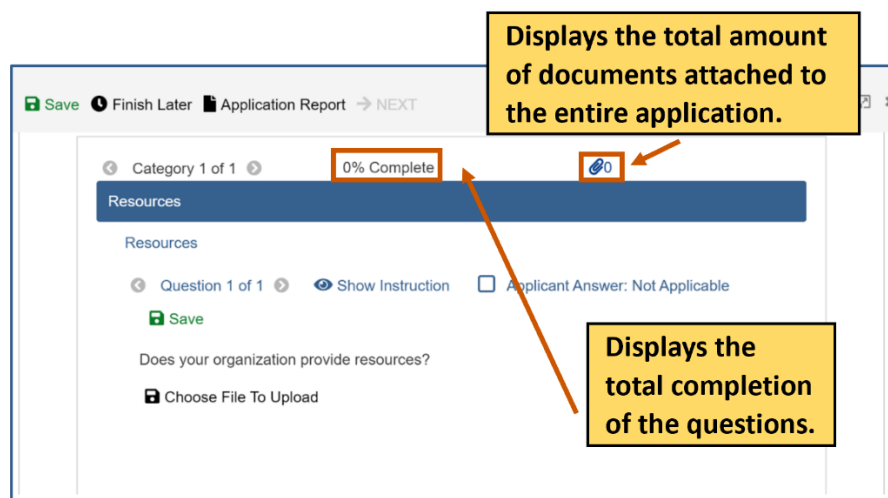 Displays the total amount
of documents attached to
the entire application.
Save Finish Later Application Report NEXT
Category 1 of 1 0% Complete 0
Resources
Resources
Question 1 of 1 Show Instruction Applicant Answer: Not Applicable
Save
Does your organization provide resources?
Choose File To Upload
Displays the
total completion
of the questions.